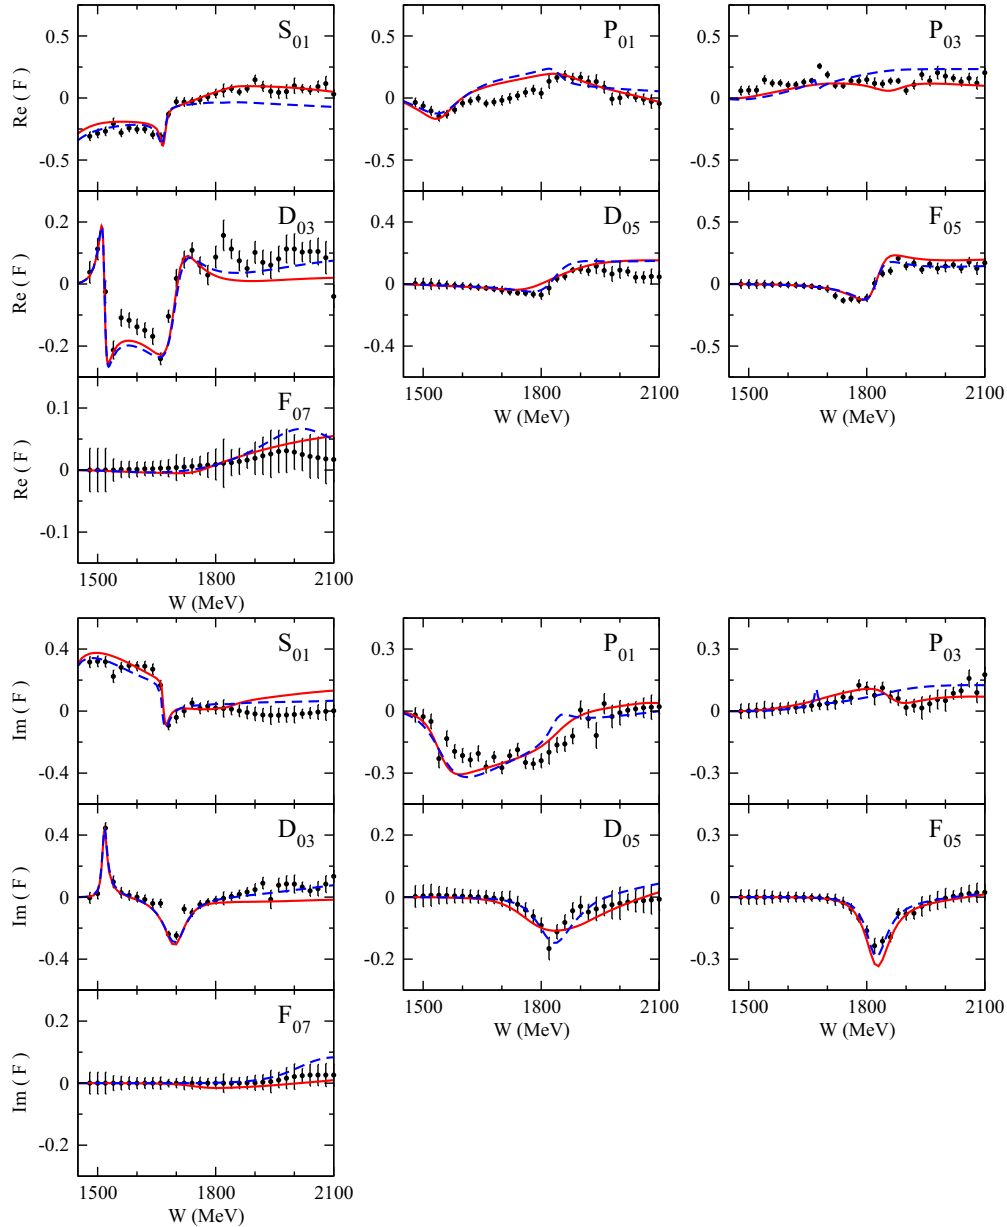 S01 P01 P03
Re ( F ) 0.5 0 -0.5 0.5 0 -0.5 0.5 0 -0.5
D03 D05 F05
Re ( F ) 0.2 0 -0.2 0.4 0 -0.4 0.5 0 -0.5
F07
Re ( F ) 0.1 0 -0.1
1500 1800 2100 1500 1800 2100
W (MeV) W (MeV)
1500 1800 2100
W (MeV)
S01 P01 P03
Im ( F ) 0.4 0 -0.4 0.3 0 -0.3 0.3 0 -0.3
D03 D05 F05
Im ( F ) 0.4 0 -0.4 0.2 0 -0.2 0.3 0 -0.3
F07
Im ( F ) 0.2 0 -0.2
1500 1800 2100 1500 1800 2100
W (MeV) W (MeV)
1500 1800 2100
W (MeV)